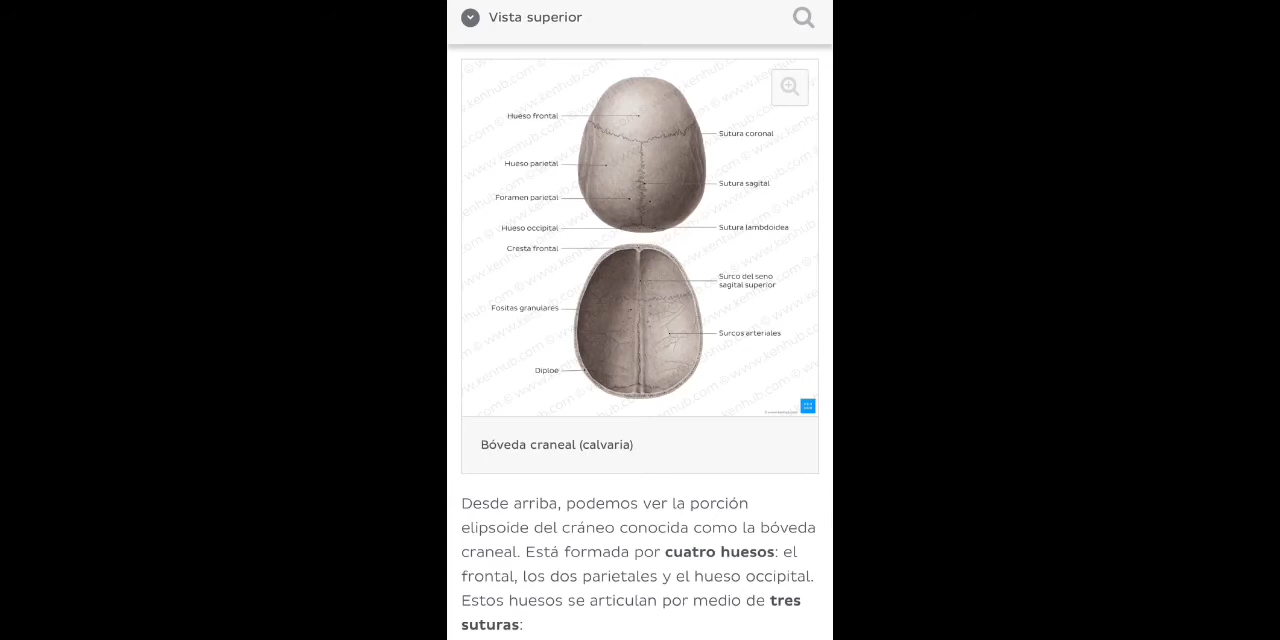 Vista superior
Hueso frontal
Sutura coronal
Hueso parietal
Sutura sagital
Foramen parietal
Hueso occipital
Sutura lambdoidea
Cresta frontal
Surco del seno
sagital superior
Fositas granulares
Surcos arteriales
Diploe
© www.kenhub.com
Bóveda craneal (calvaria)
Desde arriba, podemos ver la porción
elipsoide del cráneo conocida como la bóveda
craneal. Está formada por cuatro huesos: el
frontal, los dos parietales y el hueso occipital.
Estos huesos se articulan por medio de tres
suturas: